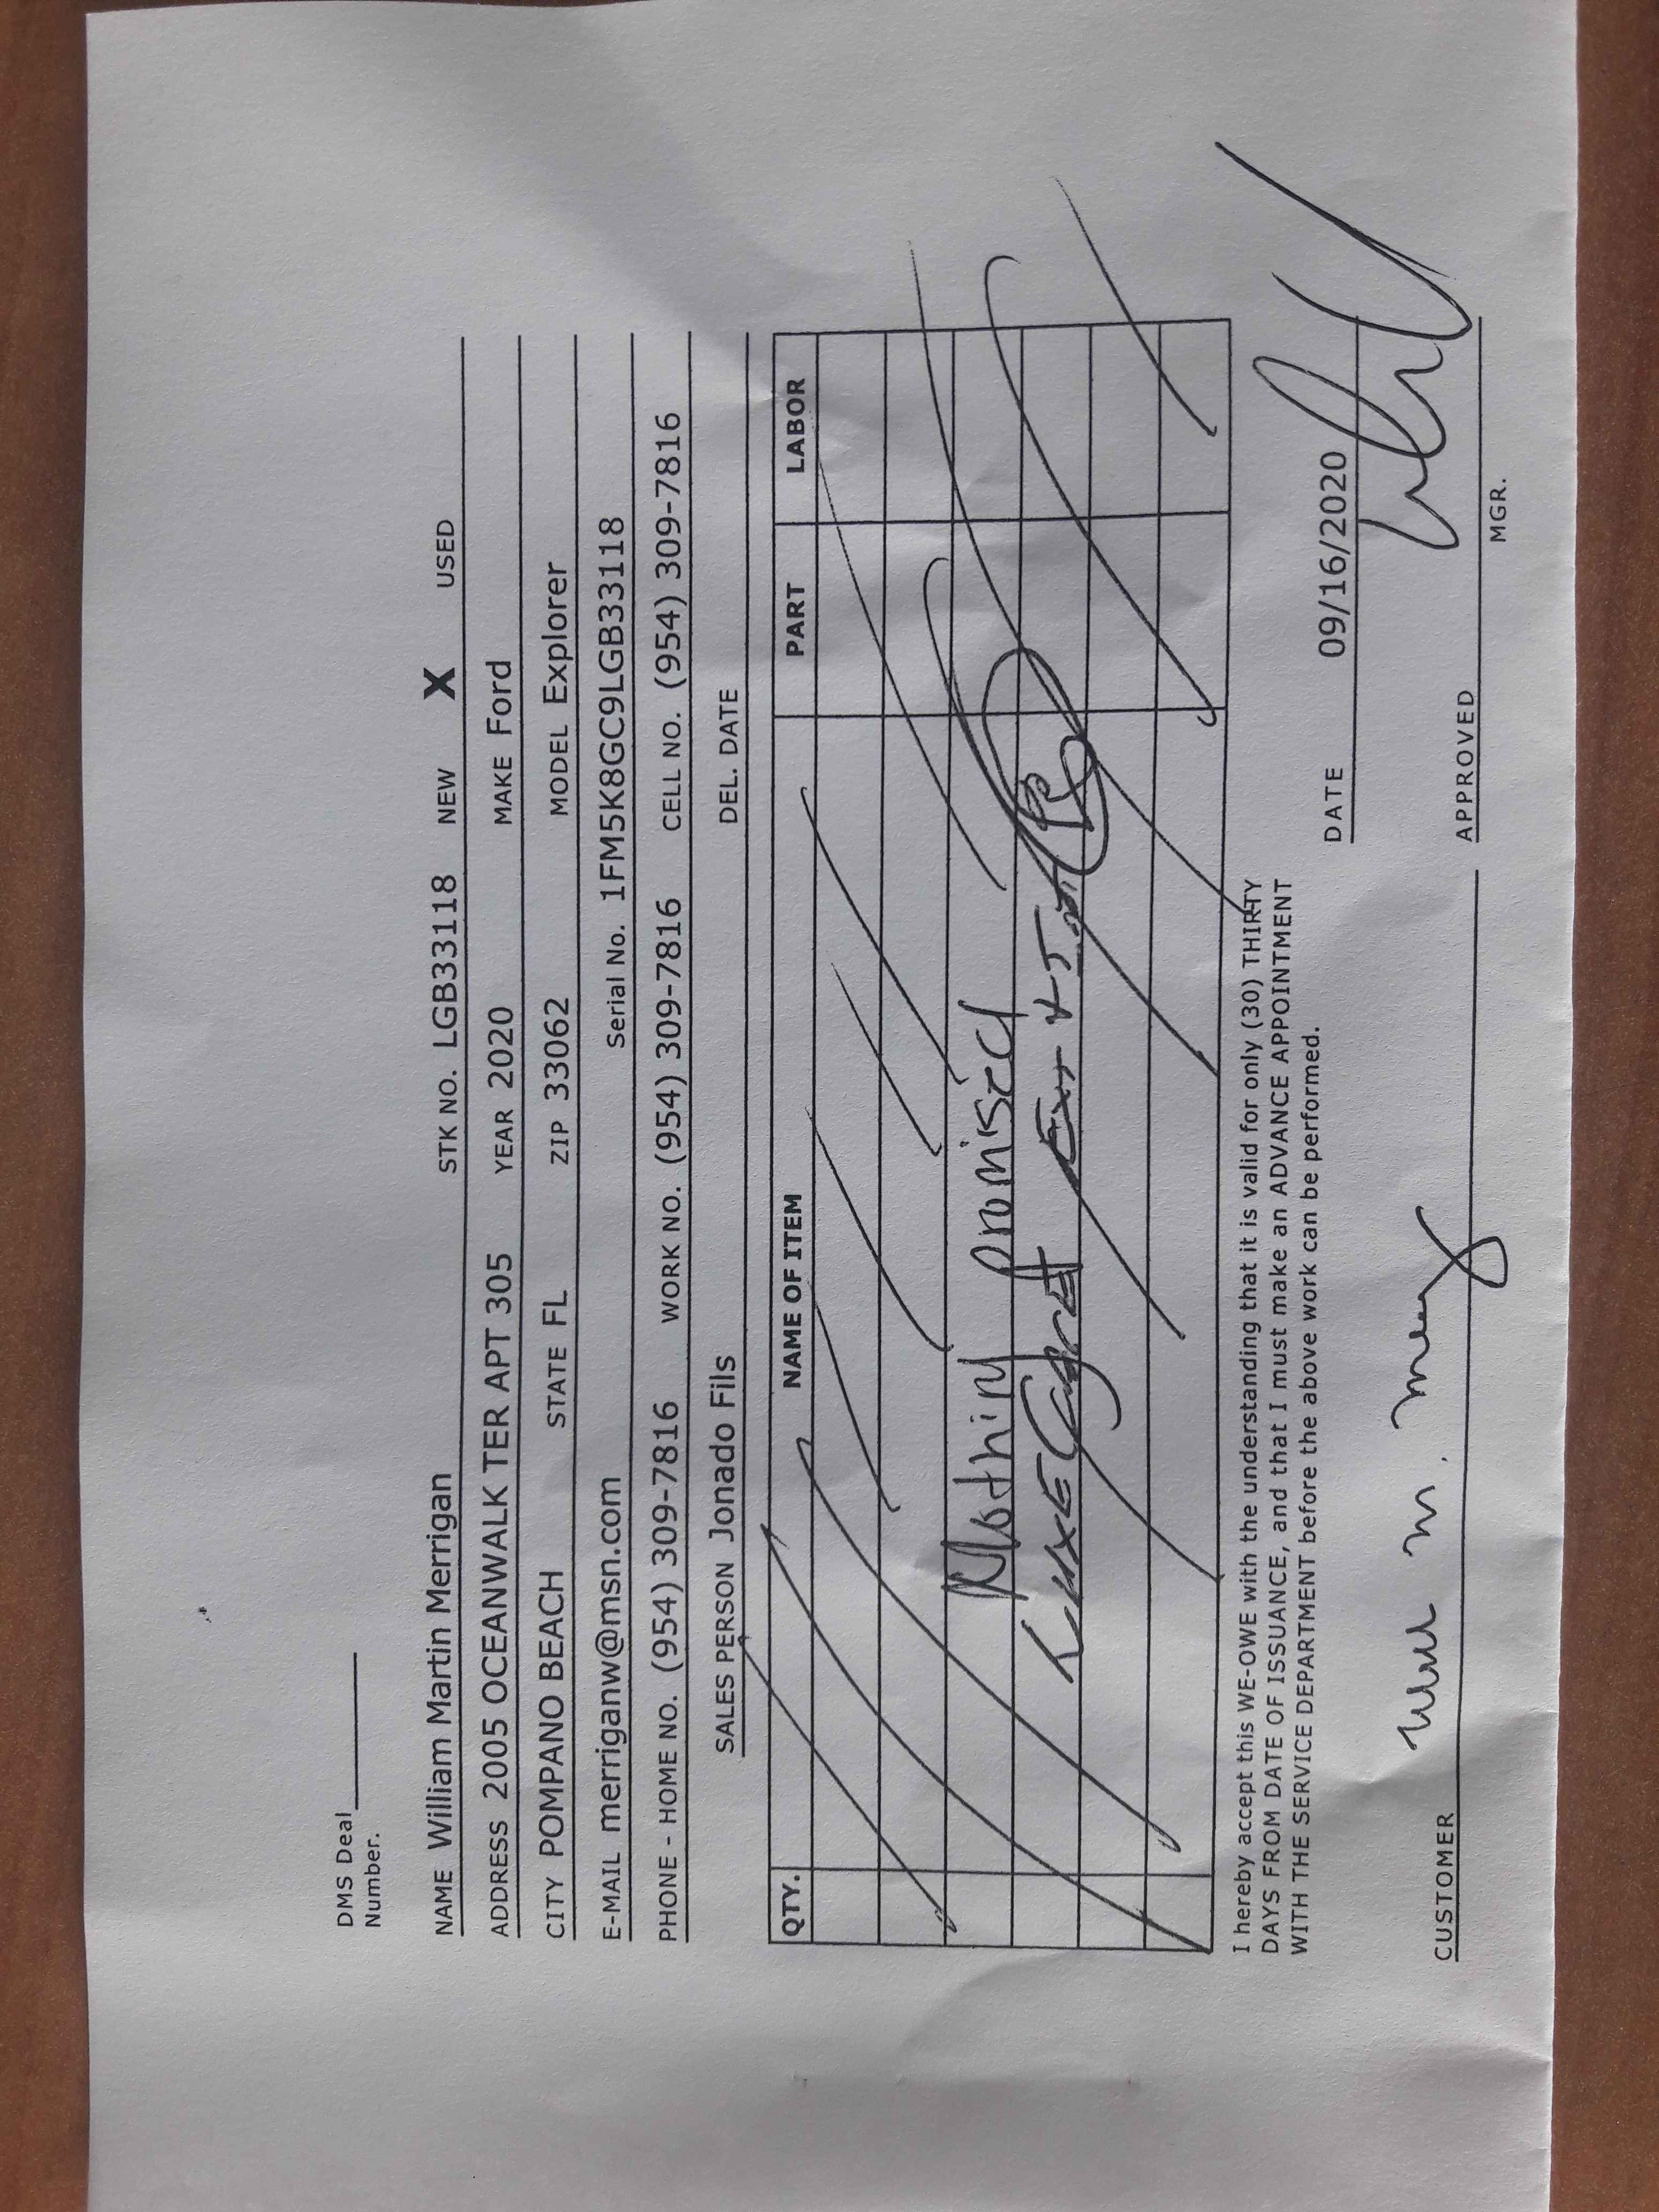 DMS Deal
Number.
NAME William Martin Merrigan STK NO. LGB33118 NEW X USED
ADDRESS 2005 OCEANWALK TER APT 305 YEAR 2020 MAKE Ford
CITY POMPANO BEACH STATE FL ZIP 33062 MODEL Explorer
E-MAIL merriganw@msn.com Serial No. 1FM5K8GC9LGB33118
PHONE - HOME NO. (954) 309-7816 WORK NO. (954) 309-7816 CELL NO. (954) 309-7816
SALES PERSON Jonado Fils DEL. DATE
QTY. NAME OF ITEM PART LABOR
Nothing Promised
LuxECare Ext + Int
I hereby accept this WE-OWE with the understanding that it is valid for only (30) THIRTY
DAYS FROM DATE OF ISSUANCE, and that I must make an ADVANCE APPOINTMENT
WITH THE SERVICE DEPARTMENT before the above work can be performed.
DATE 09/16/2020
CUSTOMER APPROVED
MGR.